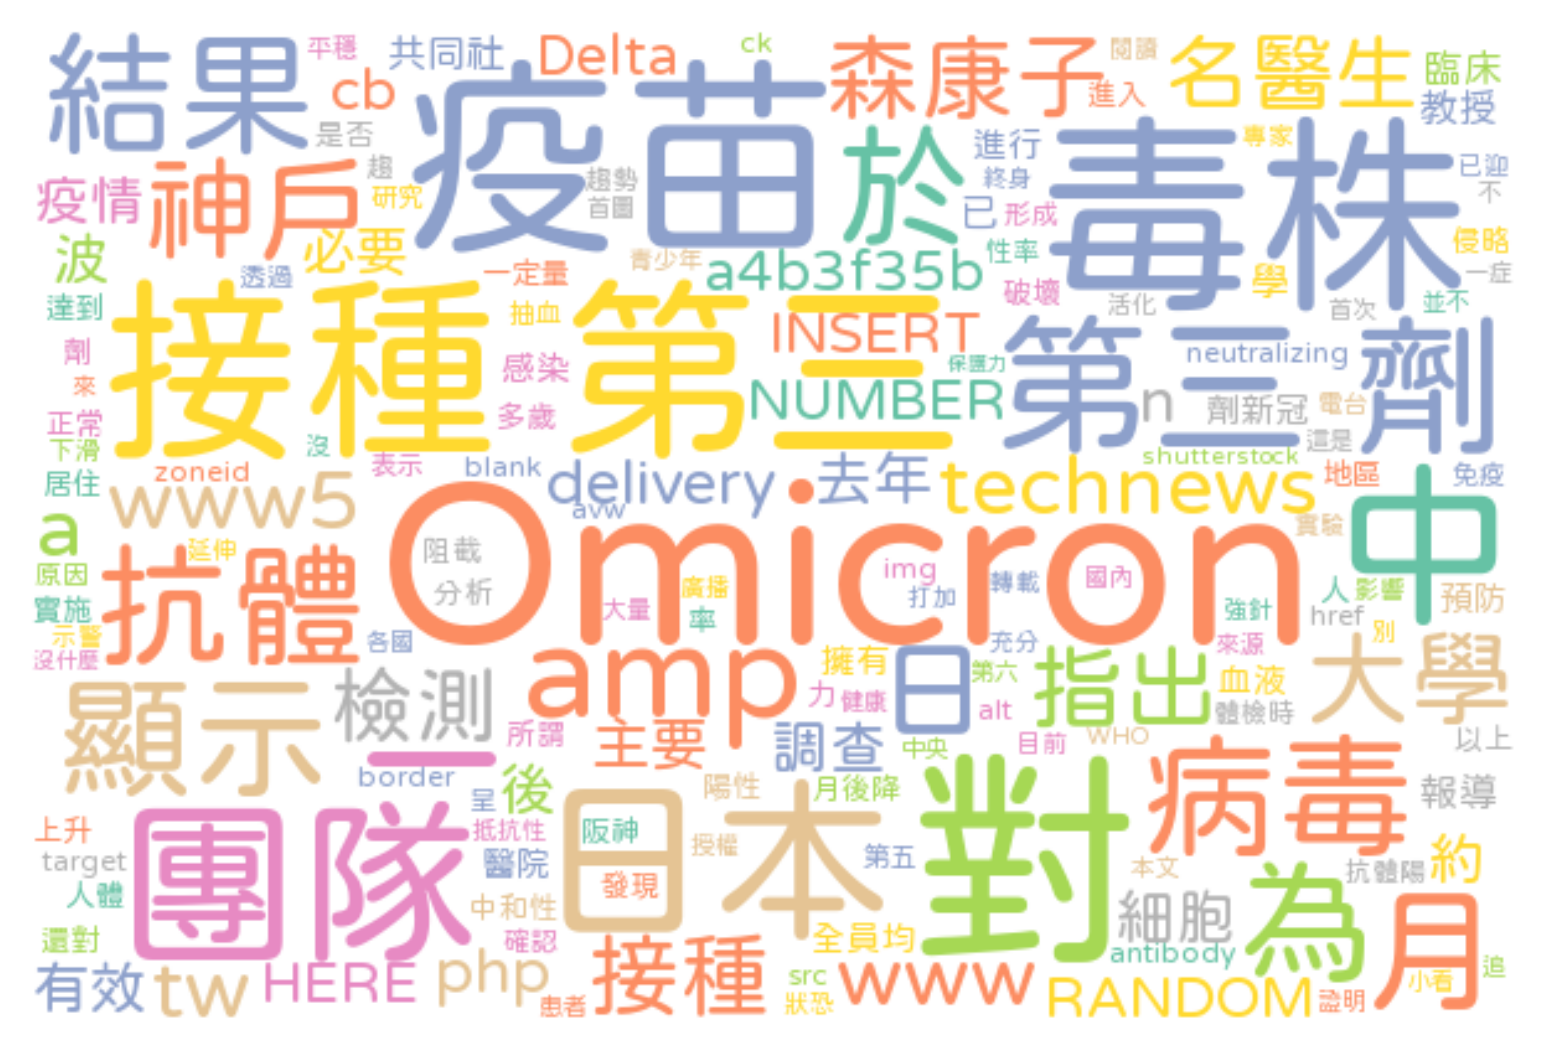 結果
平穩
共同社
Delta
ck
森康子
閱讀
名醫生
臨床
cb
進入
教授
是否
疫苗
毒株
專家
疫情
神戶
趨
研究
趨勢
首圖
於
進行
終身
已
形成
已迎
不
波
必要
透過
一定量
青少年
a4b3f35b
性率
破壞
學
侵略
一症
達到
抽血
活化
首次
並不
接種第三
INSERT
第三劑
劑
來
感染
保護力
neutralizing
NUMBER
n
劑新冠
電台
正常
多歲
這是
下滑
沒
居住
zoneid
表示
blank
delivery
去年
technews
shutterstock
地區
免疫
www5
avw
中
a
延伸
Omicron
實驗
抗體
阻截
分析
img
轉載
國內
原因
大量
廣播
打加
人
影響
預防
實施
率
強針
href
示警
各國
充分
來源
別
沒什麼
amp
擁有
日
第六
指出
血液
大學
顯示
檢測
力
健康
alt
體檢時
一
所謂
主要
調查
中央
目前
WHO
以上
border
後
陽性
月後降
病毒
報導
呈
團隊
上升
抵抗性
日本
阪神
授權
第五
對
本文
target
醫院
發現
抗體陽
約
人體
中和性
細胞
為
月
還對
確認
全員均
antibody
有效
tw
HERE
php
患者
接種
src
狀恐
www
RANDOM
證明
小看
追